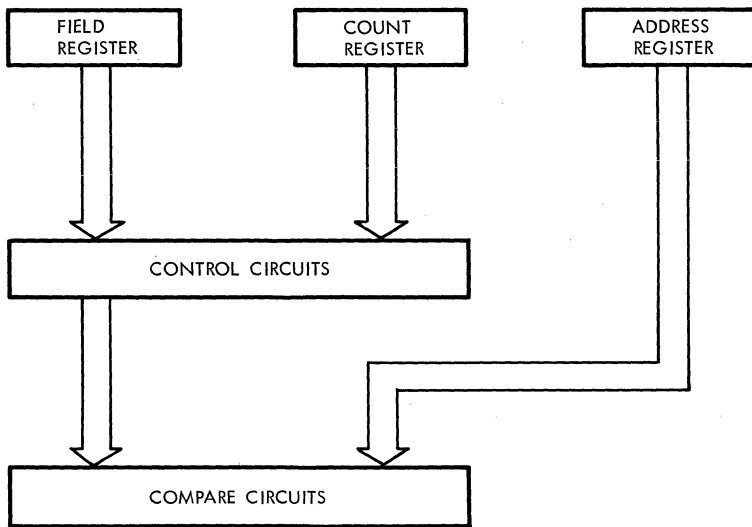 FIELD
REGISTER
COUNT
REGISTER
ADDRESS
REGISTER
CONTROL CIRCUITS
COMPARE CIRCUITS